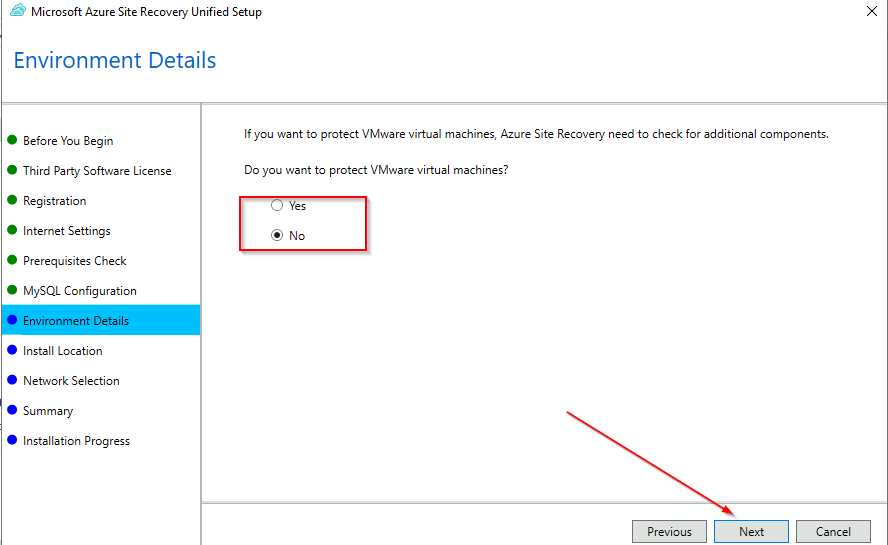 Microsoft Azure Site Recovery Unified Setup
Environment Details
Before You Begin
Third Party Software License
Registration
Internet Settings
Prerequisites Check
MySQL Configuration
Environment Details
Install Location
Network Selection
Summary
Installation Progress
If you want to protect VMware virtual machines, Azure Site Recovery need to check for additional components.
Do you want to protect VMware virtual machines?
Yes
No
Previous
Next
Cancel